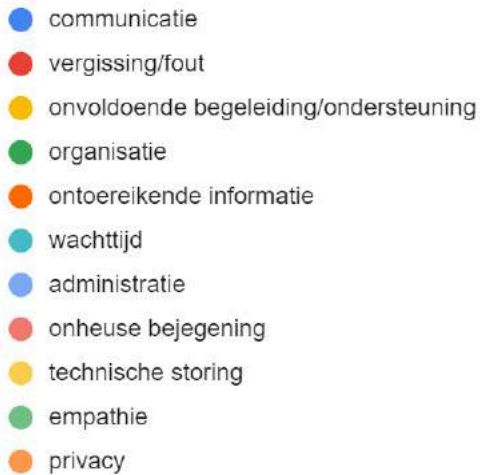 communicatie
vergissing/fout
onvoldoende begeleiding/ondersteuning
organisatie
ontoereikende informatie
wachttijd
administratie
onheuse bejegening
technische storing
empathie
privacy